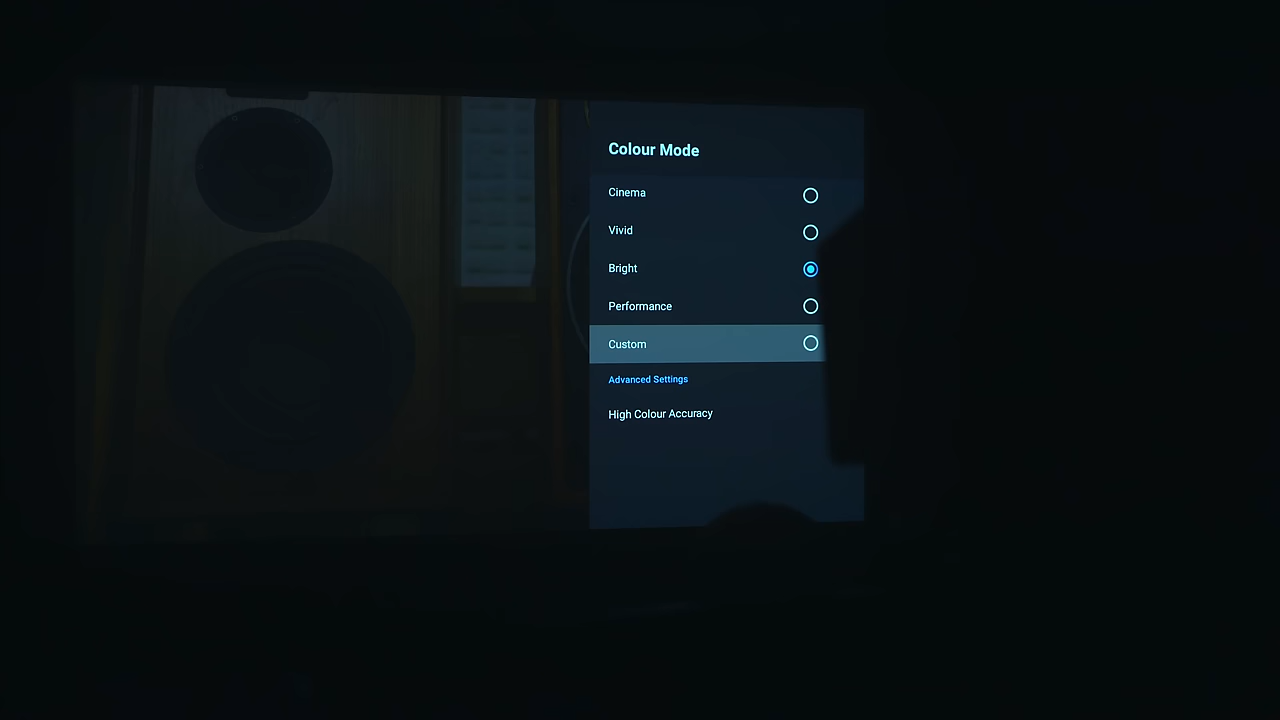 Colour Mode
Cinema
Vivid
Bright
Performance
Custom
Advanced Settings
High Colour Accuracy